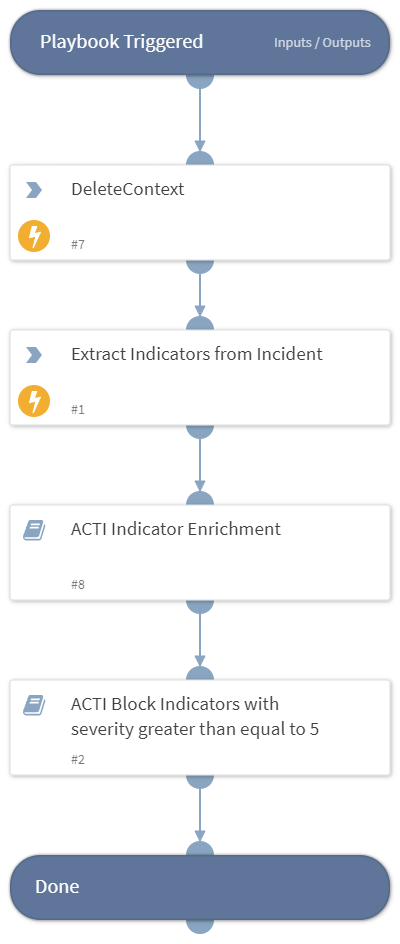 Playbook Triggered
Inputs / Outputs
DeleteContext
#7
Extract Indicators from Incident
#1
ACTI Indicator Enrichment
#8
ACTI Block Indicators with
severity greater than equal to 5
#2
Done